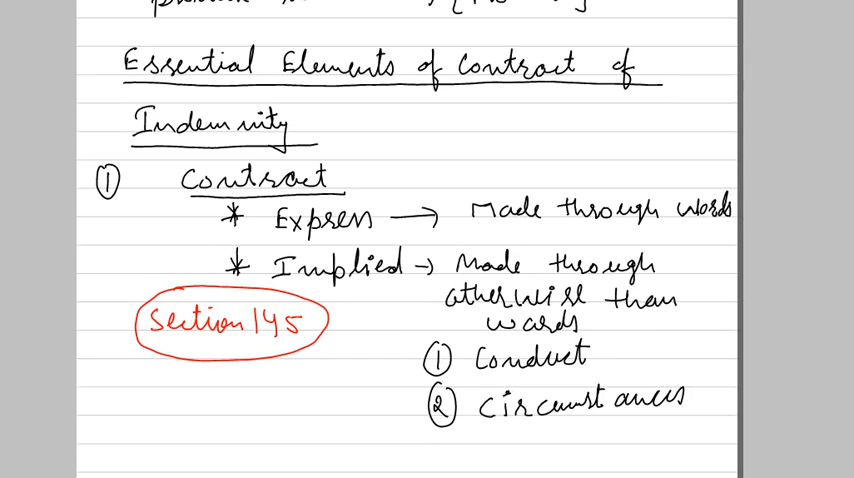 Essential Elements of Contract of
Indemnity
① Contract
* Express → Made through words
* Implied → Made through
otherwise than
words
Section 145
① Conduct
② Circumstances